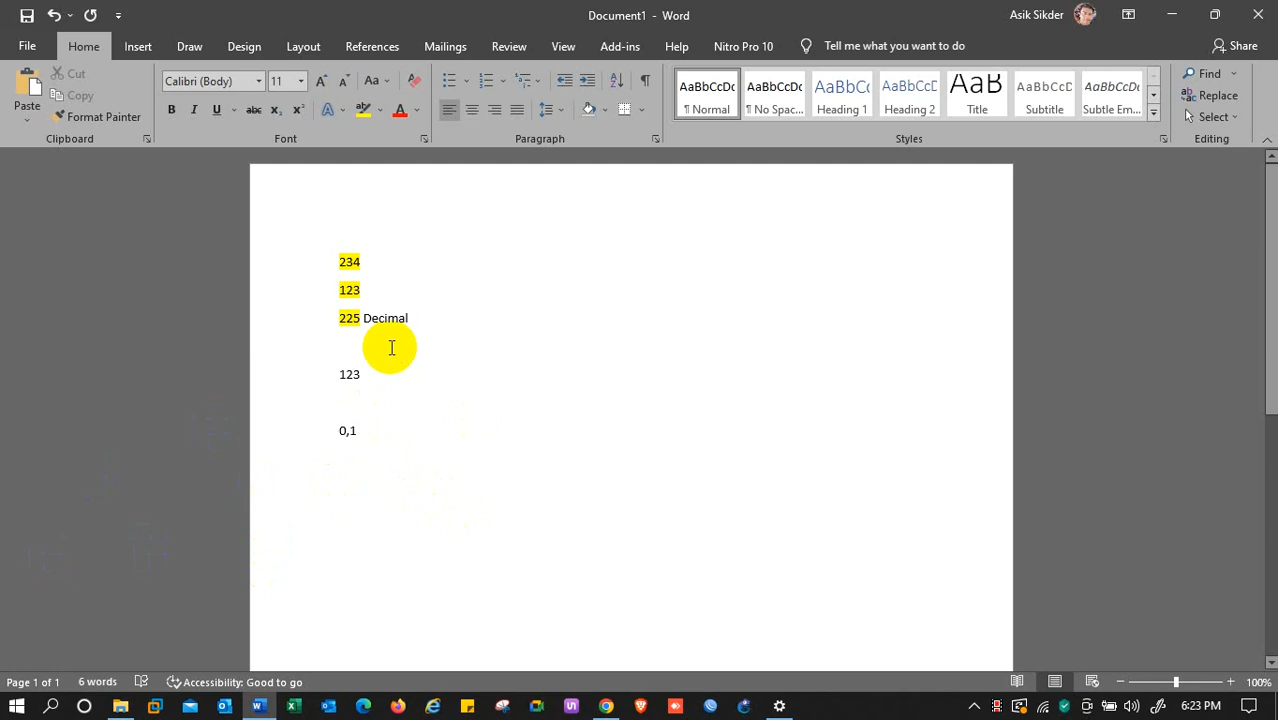 Document1 - Word
Asik Sikder
File Home Insert Draw Design Layout References Mailings Review View Add-ins Help Nitro Pro 10 Tell me what you want to do Share
Paste
Cut
Copy
Format Painter
Clipboard
Calibri (Body) 11
Font
Paragraph
AaBbCcDc AaBbCcDc AaBbCc AaBbCcD AaB AaBbCcD AaBbCcDc
¶ Normal ¶ No Spac... Heading 1 Heading 2 Title Subtitle Subtle Em...
Styles
Find
Replace
Select
Editing
234
123
225 Decimal
123
0,1
Page 1 of 1 6 words Accessibility: Good to go 100%
6:23 PM